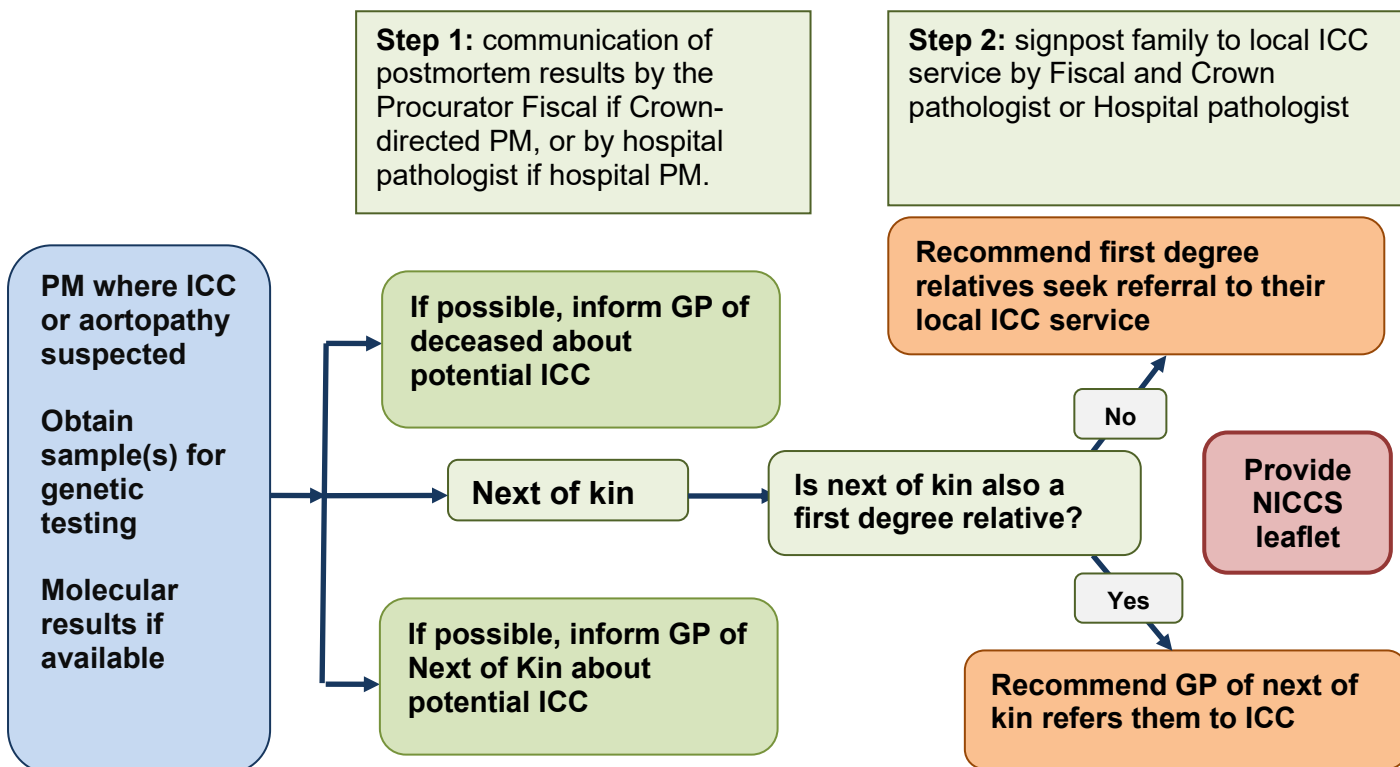 Step 1: communication of
postmortem results by the
Procurator Fiscal if Crown-
directed PM, or by hospital
pathologist if hospital PM.
Step 2: signpost family to local ICC
service by Fiscal and Crown
pathologist or Hospital pathologist
PM where ICC
or aortopathy
suspected
Obtain
sample(s) for
genetic
testing
Molecular
results if
available
If possible, inform GP of
deceased about
potential ICC
Next of kin
If possible, inform GP of
Next of Kin about
potential ICC
Is next of kin also a
first degree relative?
Recommend first degree
relatives seek referral to their
local ICC service
No
Provide
NICCS
leaflet
Yes
Recommend GP of next of
kin refers them to ICC